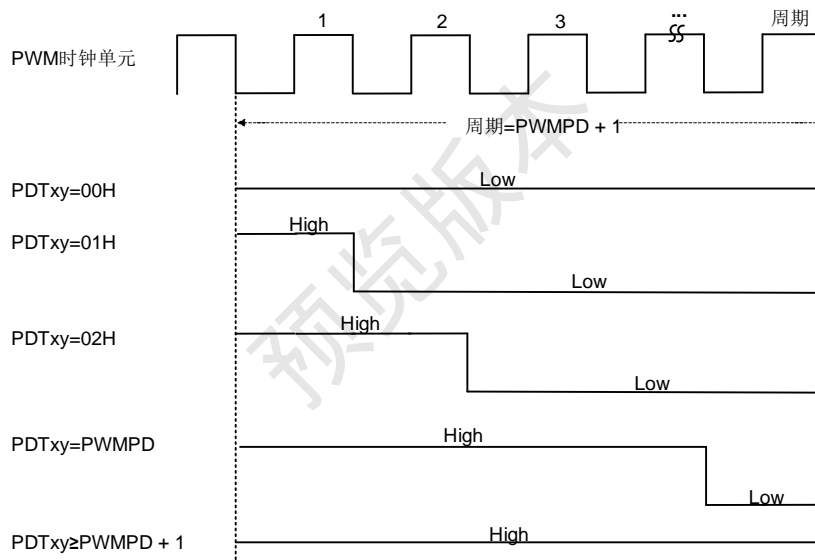 1 2 3 ... 周期
PWM时钟单元
周期=PWMPD + 1
PDTxy=00H Low
PDTxy=01H High Low
PDTxy=02H High Low
PDTxy=PWMPD High Low
PDTxy≥PWMPD + 1 High
预览版本